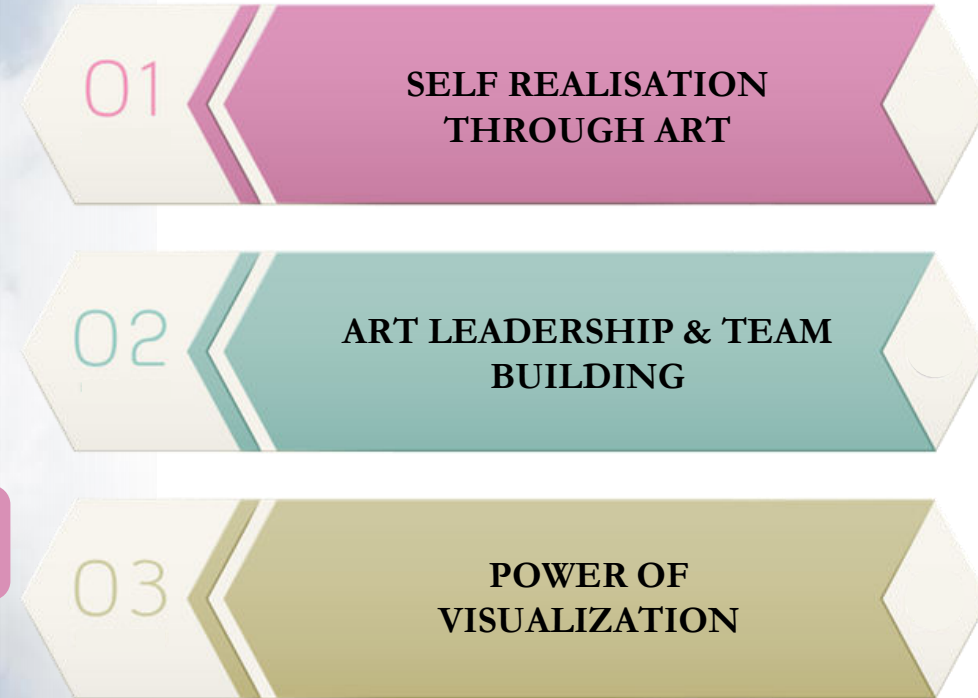 01
SELF REALISATION
THROUGH ART
02
ART LEADERSHIP & TEAM
BUILDING
03
POWER OF
VISUALIZATION